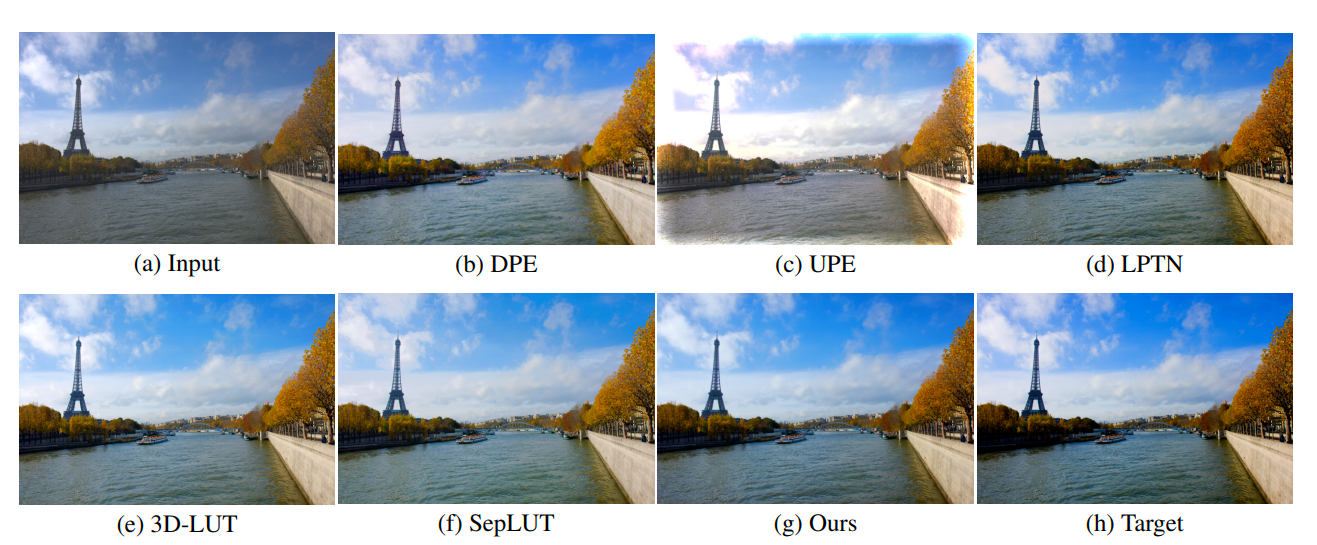 (a) Input
(b) DPE
(c) UPE
(d) LPTN
(e) 3D-LUT
(f) SepLUT
(g) Ours
(h) Target